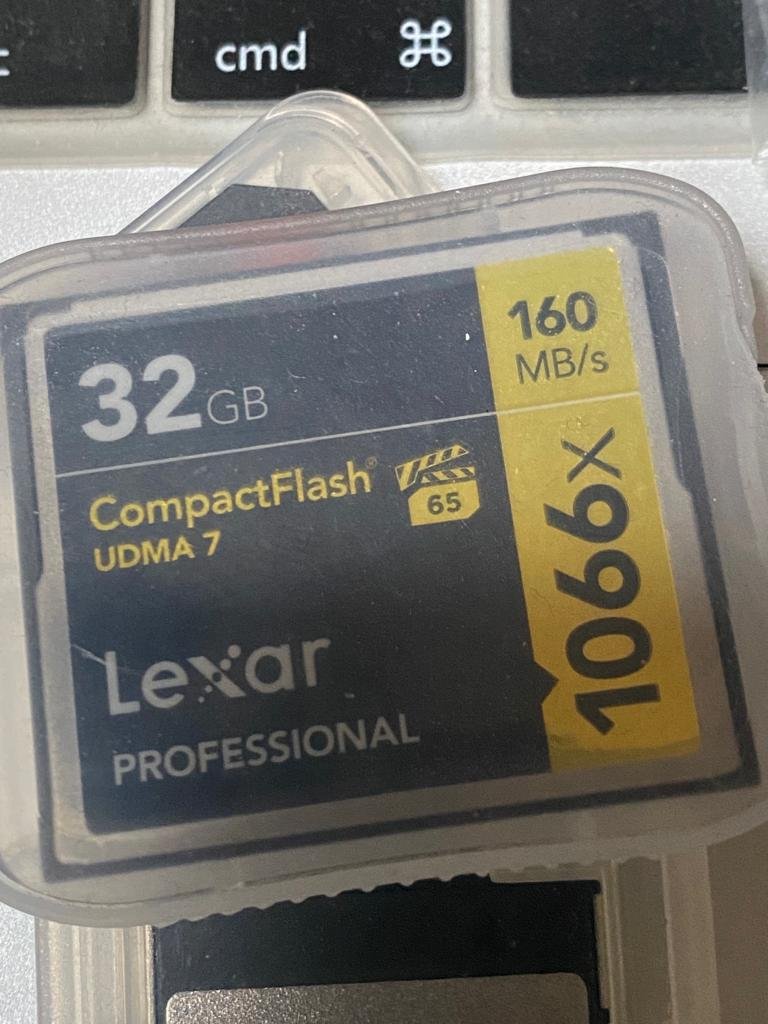 cmd ⌘
160
MB/s
32GB
1066x
CompactFlash®
65
UDMA 7
Lexar
PROFESSIONAL